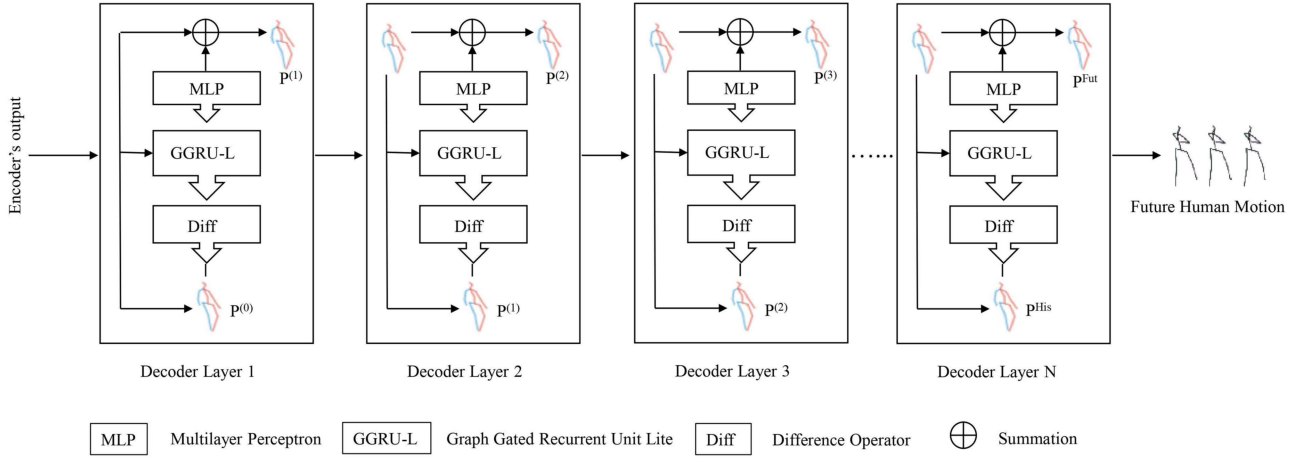 Encoder's output
P(1)
MLP
GGRU-L
Diff
P(0)
Decoder Layer 1
P(2)
MLP
GGRU-L
Diff
P(1)
Decoder Layer 2
P(3)
MLP
GGRU-L
Diff
P(2)
Decoder Layer 3
......
PFut
MLP
GGRU-L
Diff
PHis
Decoder Layer N
Future Human Motion
MLP Multilayer Perceptron GGRU-L Graph Gated Recurrent Unit Lite Diff Difference Operator Summation